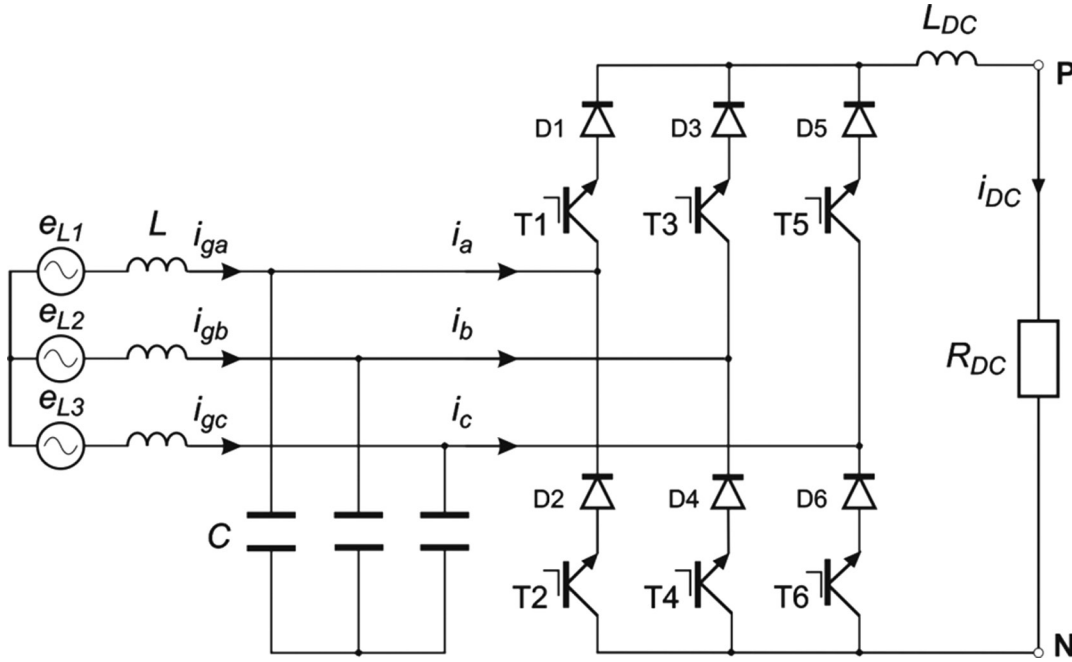 L_DC
P
D1 D3 D5
i_DC
T1 T3 T5
e_L1 L i_ga i_a
e_L2 i_gb i_b
e_L3 i_gc i_c
R_DC
D2 D4 D6
C
T2 T4 T6
N